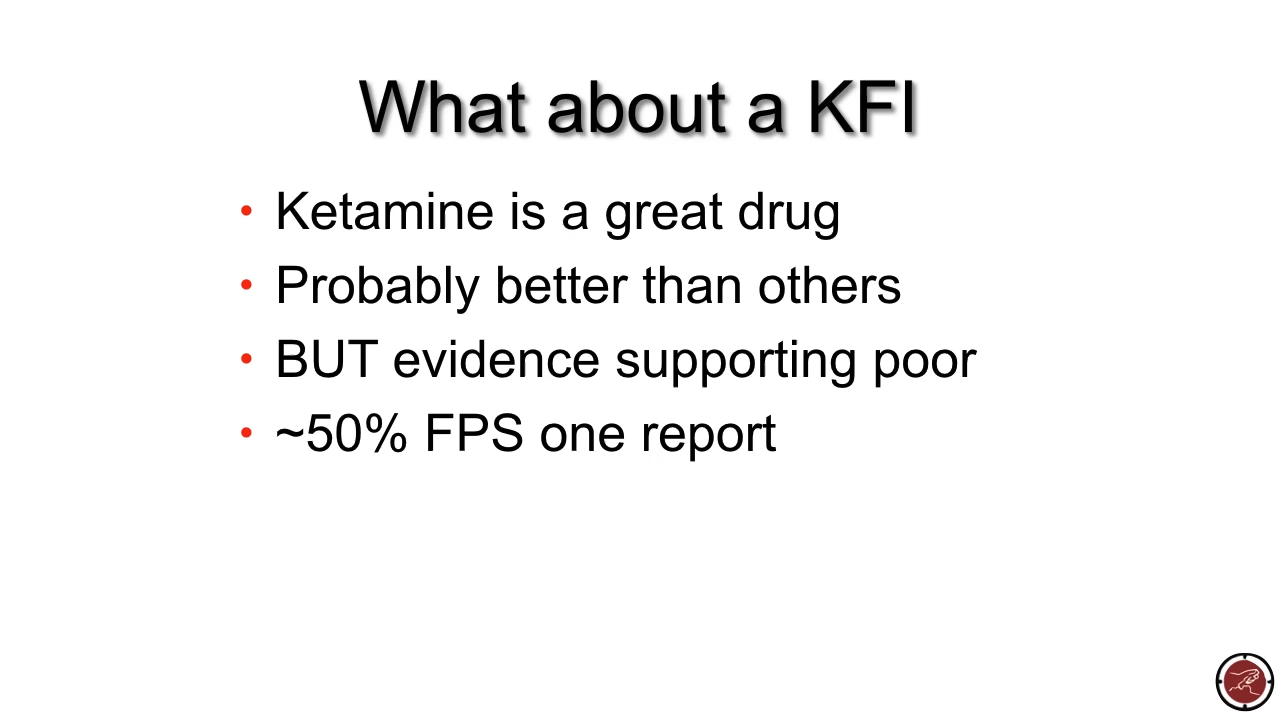 What about a KFI
• Ketamine is a great drug
• Probably better than others
• BUT evidence supporting poor
• ~50% FPS one report